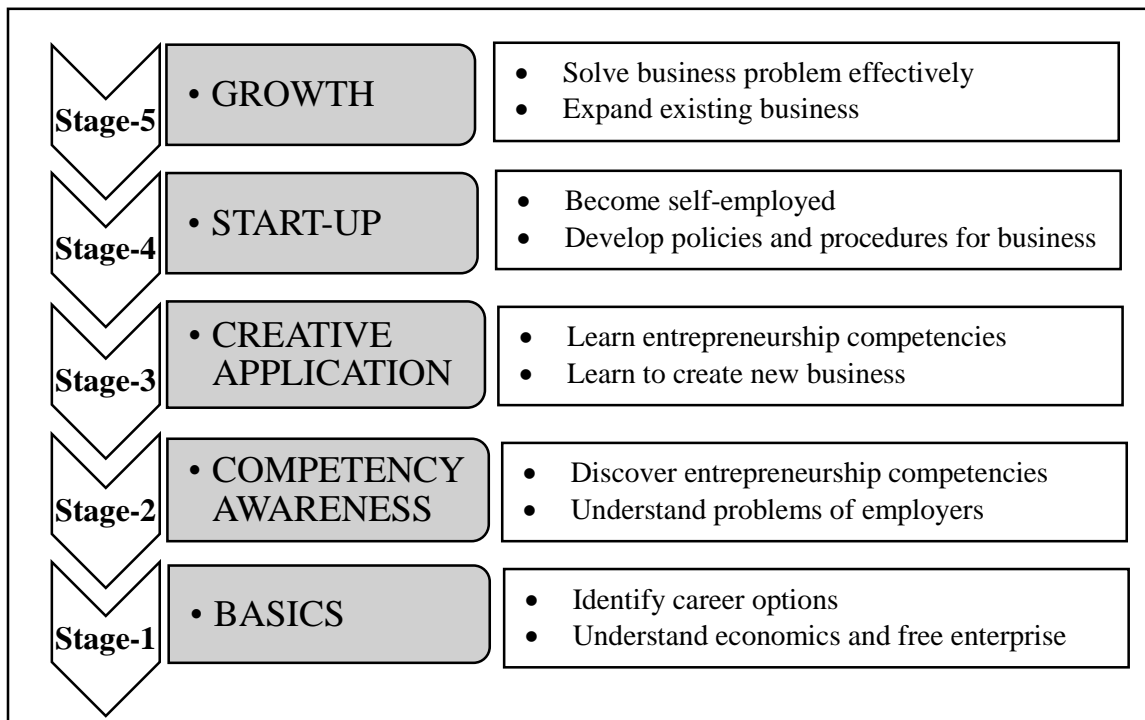 Stage-5
• GROWTH
• Solve business problem effectively
• Expand existing business
Stage-4
• START-UP
• Become self-employed
• Develop policies and procedures for business
Stage-3
• CREATIVE
APPLICATION
• Learn entrepreneurship competencies
• Learn to create new business
Stage-2
• COMPETENCY
AWARENESS
• Discover entrepreneurship competencies
• Understand problems of employers
Stage-1
• BASICS
• Identify career options
• Understand economics and free enterprise